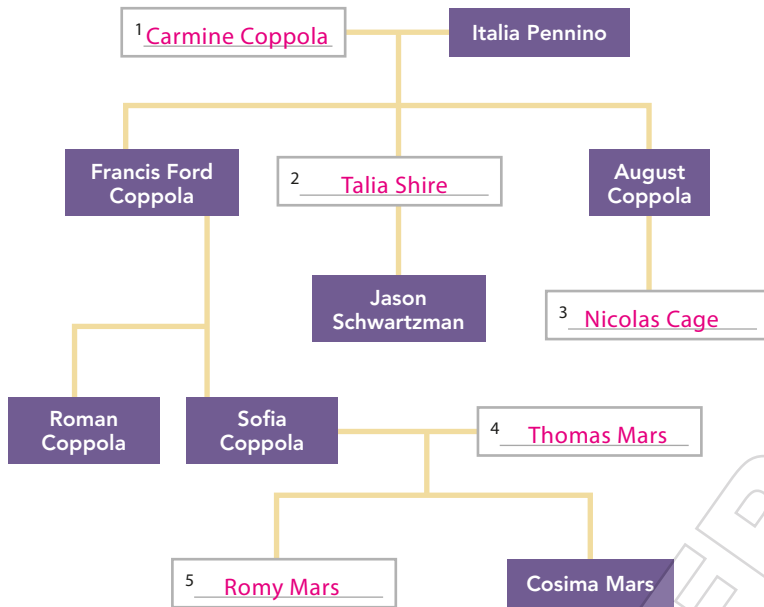 1 Carmine Coppola
Italia Pennino
Francis Ford
Coppola
2 Talia Shire
August
Coppola
Jason
Schwartzman
3 Nicolas Cage
Roman
Coppola
Sofia
Coppola
4 Thomas Mars
5 Romy Mars
Cosima Mars